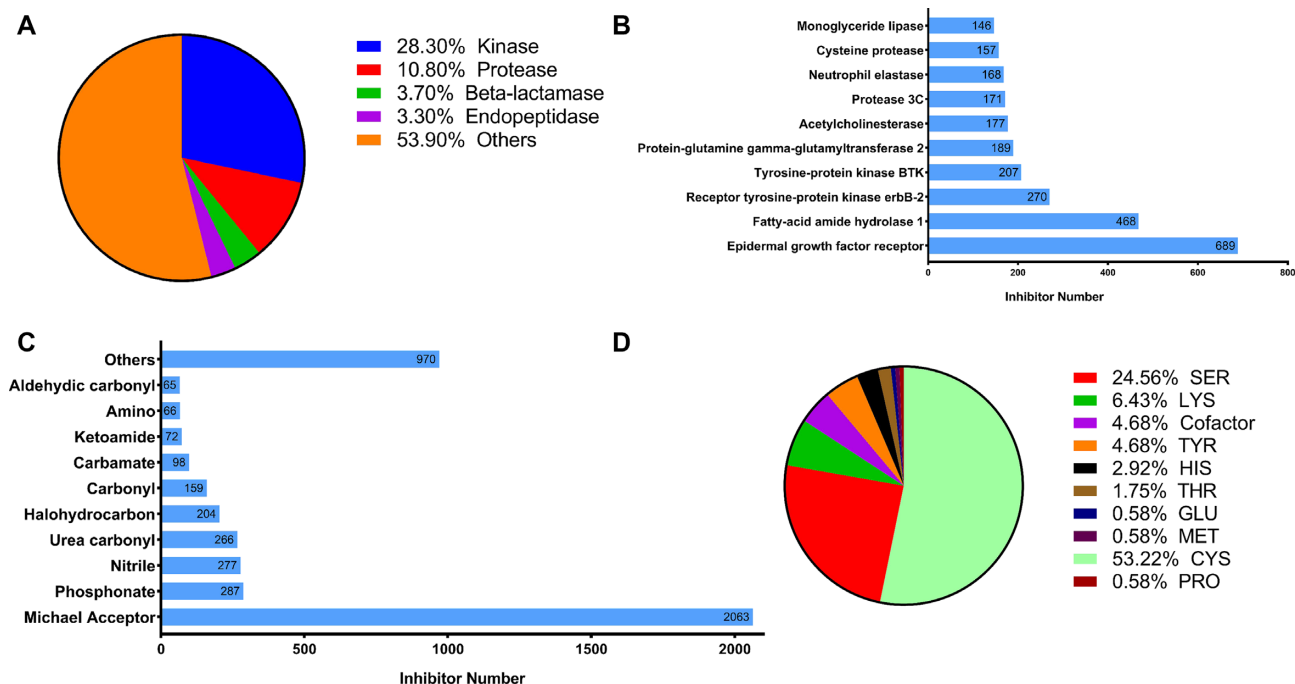 A
28.30% Kinase
10.80% Protease
3.70% Beta-lactamase
3.30% Endopeptidase
53.90% Others
B
Monoglyceride lipase 146
Cysteine protease 157
Neutrophil elastase 168
Protease 3C 171
Acetylcholinesterase 177
Protein-glutamine gamma-glutamyltransferase 2 189
Tyrosine-protein kinase BTK 207
Receptor tyrosine-protein kinase erbB-2 270
Fatty-acid amide hydrolase 1 468
Epidermal growth factor receptor 689
0 200 400 600 800
Inhibitor Number
C
Others 970
Aldehydic carbonyl 65
Amino 66
Ketoamide 72
Carbamate 98
Carbonyl 159
Halohydrocarbon 204
Urea carbonyl 266
Nitrile 277
Phosphonate 287
Michael Acceptor 2063
0 500 1000 1500 2000
Inhibitor Number
D
24.56% SER
6.43% LYS
4.68% Cofactor
4.68% TYR
2.92% HIS
1.75% THR
0.58% GLU
0.58% MET
53.22% CYS
0.58% PRO